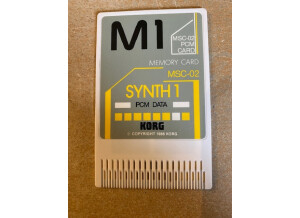 M1
MSC-02
PCM
CARD
MEMORY CARD
MSC-02
SYNTH 1
PCM DATA
KORG
© COPYRIGHT 1988 KORG